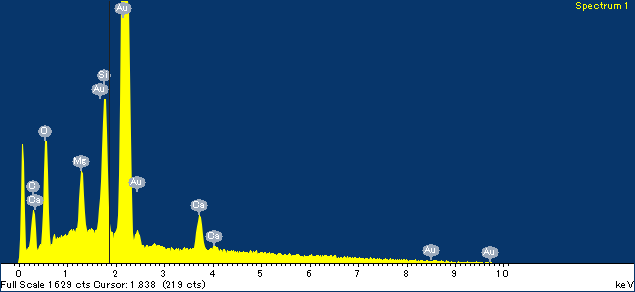 Spectrum 1
Au
Si
Au
O
Mg
Au
C
Ca
Ca
Ca
Au
Au
0 1 2 3 4 5 6 7 8 9 10
Full Scale 1629 cts Cursor: 1.838 (219 cts) keV